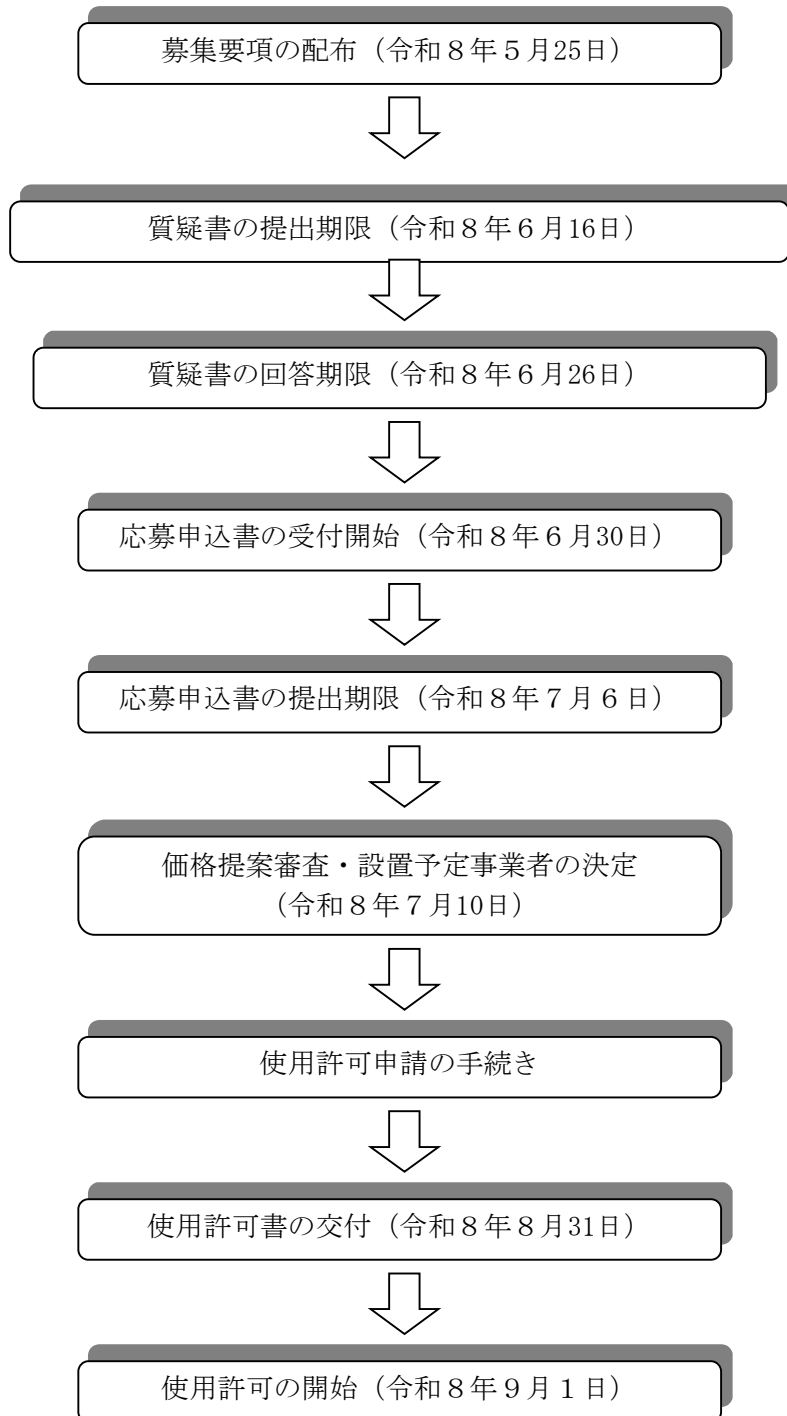 募集要項の配布（令和８年５月25日）
質疑書の提出期限（令和８年６月16日）
質疑書の回答期限（令和８年６月26日）
応募申込書の受付開始（令和８年６月30日）
応募申込書の提出期限（令和８年７月６日）
価格提案審査・設置予定事業者の決定
（令和８年７月10日）
使用許可申請の手続き
使用許可書の交付（令和８年８月31日）
使用許可の開始（令和８年９月１日）